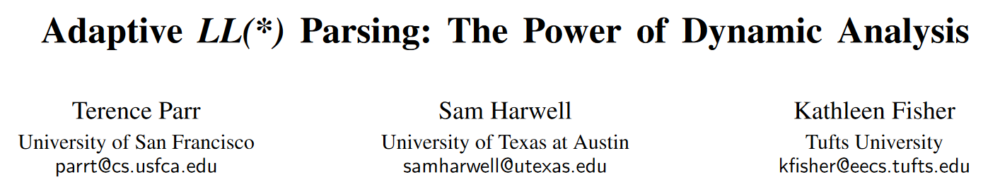 Adaptive LL(*) Parsing: The Power of Dynamic Analysis
Terence Parr
University of San Francisco
parrt@cs.usfca.edu
Sam Harwell
University of Texas at Austin
samharwell@utexas.edu
Kathleen Fisher
Tufts University
kfisher@eecs.tufts.edu